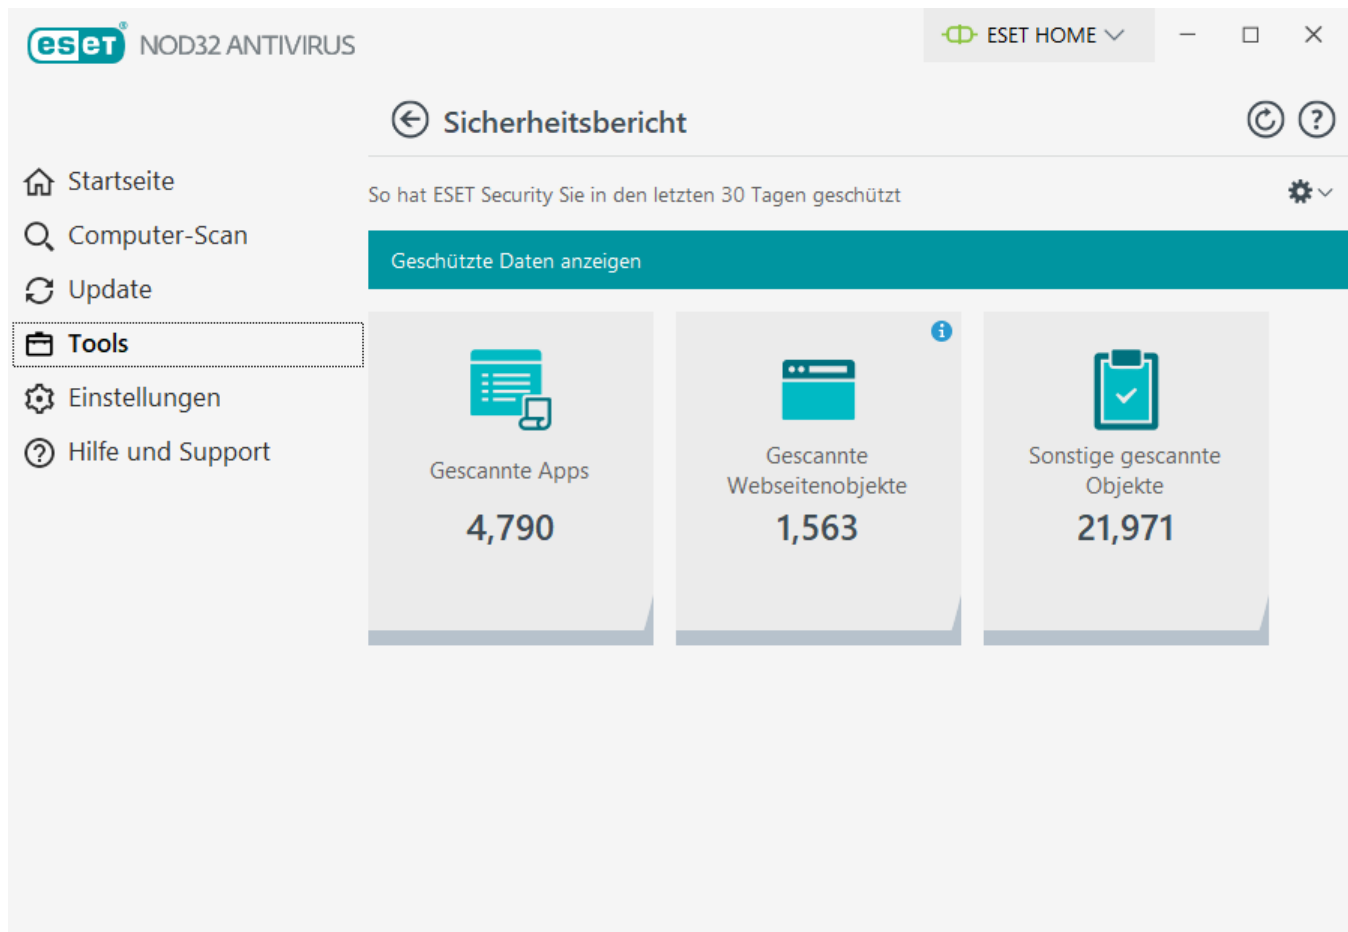 eseT® NOD32 ANTIVIRUS
ESET HOME
Sicherheitsbericht
Startseite
Computer-Scan
Update
Tools
Einstellungen
Hilfe und Support
So hat ESET Security Sie in den letzten 30 Tagen geschützt
Geschützte Daten anzeigen
Gescannte Apps
4,790
Gescannte
Webseitenobjekte
1,563
Sonstige gescannte
Objekte
21,971